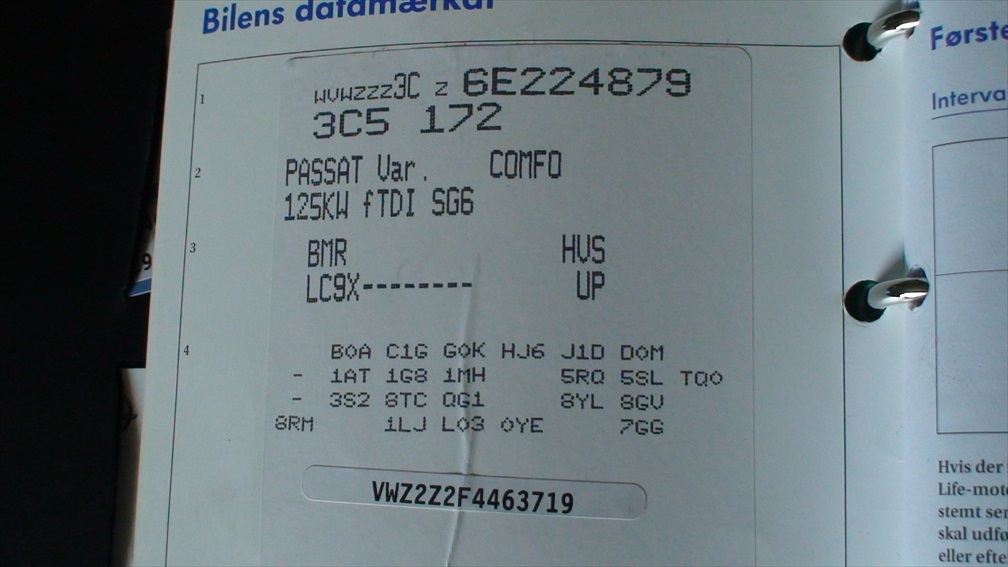 Bilens datamærkat
Første
Interva
1
wvwzzz3C z 6E224879
3C5 172
2
PASSAT Var. COMFO
125KW fTDI SG6
3
BMR HVS
LC9X-------- UP
4
B0A C1G G0K HJ6 J1D D0M
- 1AT 1G8 1MH 5RQ 5SL TQ0
- 3S2 8TC QG1 8YL 8GV
8RM 1LJ L03 0YE 7GG
VWZ2Z2F4463719
9
Hvis der
Life-moto
stemt ser
skal udfø
eller efte